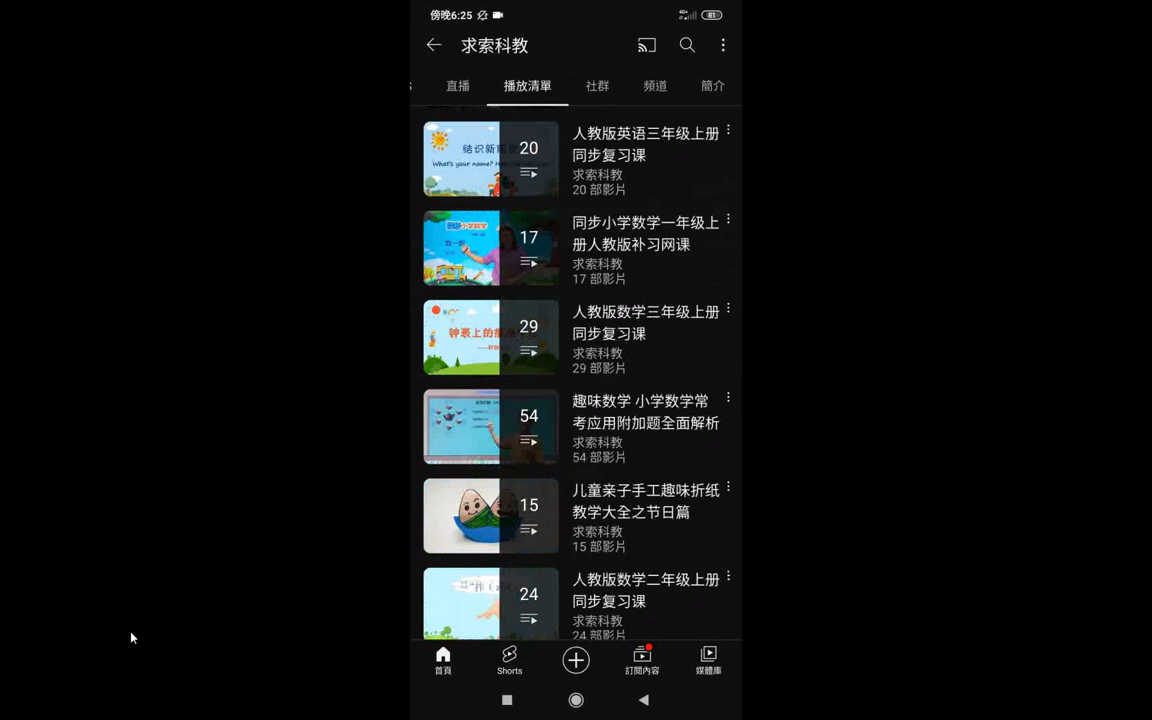 傍晚6:25
4G+
81
求索科教
直播
播放清單
社群
頻道
簡介
What's your name?
20
人教版英语三年级上册
同步复习课
求索科教
20 部影片
17
同步小学数学一年级上
册人教版补习网课
求索科教
17 部影片
钟表上的
29
人教版数学三年级上册
同步复习课
求索科教
29 部影片
54
趣味数学 小学数学常
考应用附加题全面解析
求索科教
54 部影片
15
儿童亲子手工趣味折纸
教学大全之节日篇
求索科教
15 部影片
24
人教版数学二年级上册
同步复习课
求索科教
24 部影片
首頁
Shorts
訂閱內容
媒體庫